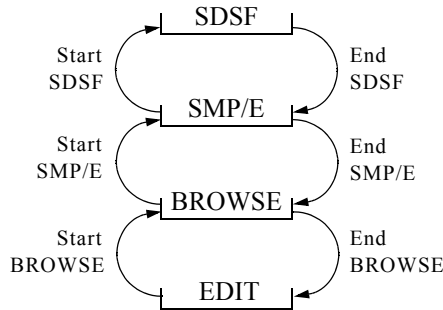 SDSF
Start
SDSF
End
SDSF
SMP/E
Start
SMP/E
End
SMP/E
BROWSE
Start
BROWSE
End
BROWSE
EDIT